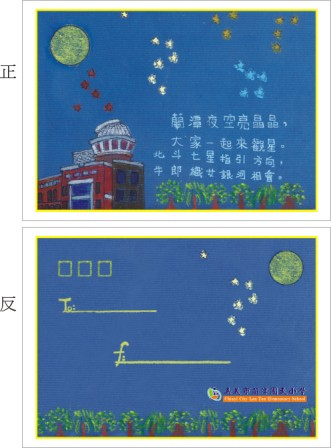 正
蘭潭夜空亮晶晶，
大家一起來觀星。
北斗七星指引方向，
牛郎織女銀河相會。
反
To:
f:
嘉義市蘭潭國民小學
Chiayi City Lan Tan Elementary School